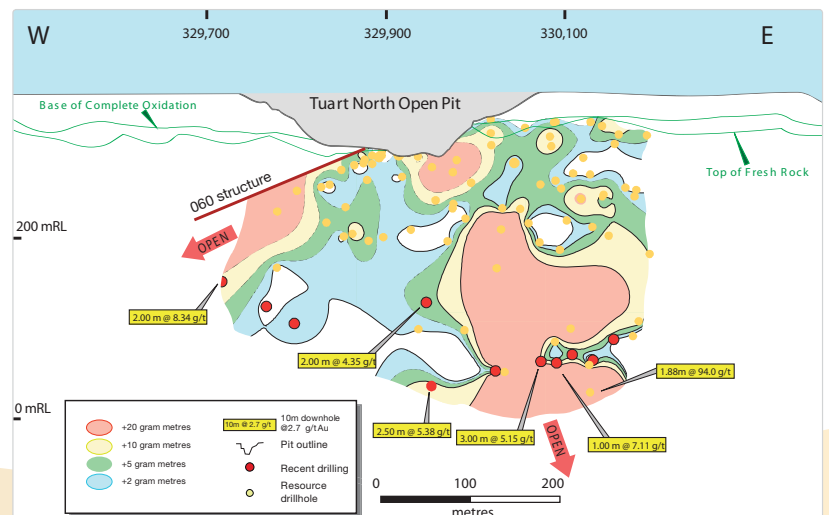 W
329,700
329,900
330,100
E
Tuart North Open Pit
Base of Complete Oxidation
Top of Fresh Rock
060 structure
200 mRL
OPEN
2.00 m @ 8.34 g/t
2.00 m @ 4.35 g/t
1.88m @ 94.0 g/t
0 mRL
2.50 m @ 5.38 g/t
3.00 m @ 5.15 g/t
1.00 m @ 7.11 g/t
OPEN
+20 gram metres
+10 gram metres
+5 gram metres
+2 gram metres
10m @ 2.7 g/t
10m downhole
@2.7 g/tAu
Pit outline
Recent drilling
Resource
drillhole
0
100
200
metres